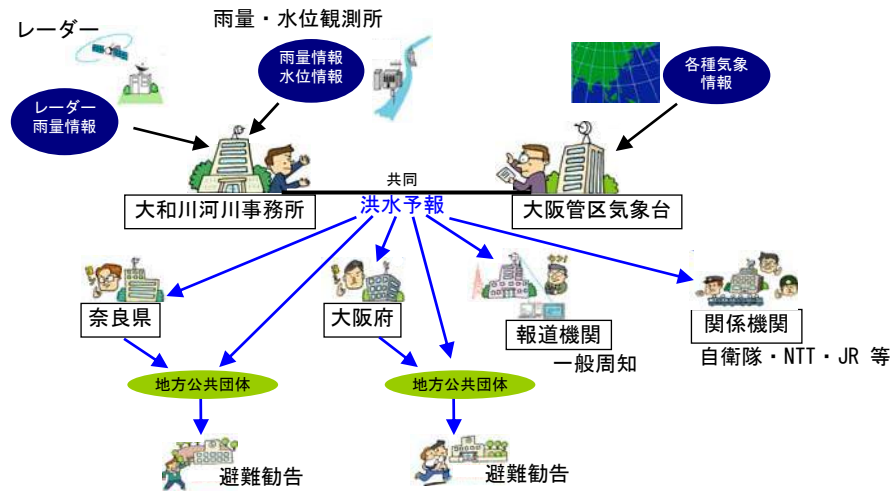 レーダー
雨量・水位観測所
雨量情報
水位情報
各種気象
情報
レーダー
雨量情報
共同
大和川河川事務所
洪水予報
大阪管区気象台
奈良県
大阪府
報道機関
関係機関
一般周知
自衛隊・NTT・JR 等
地方公共団体
地方公共団体
避難勧告
避難勧告